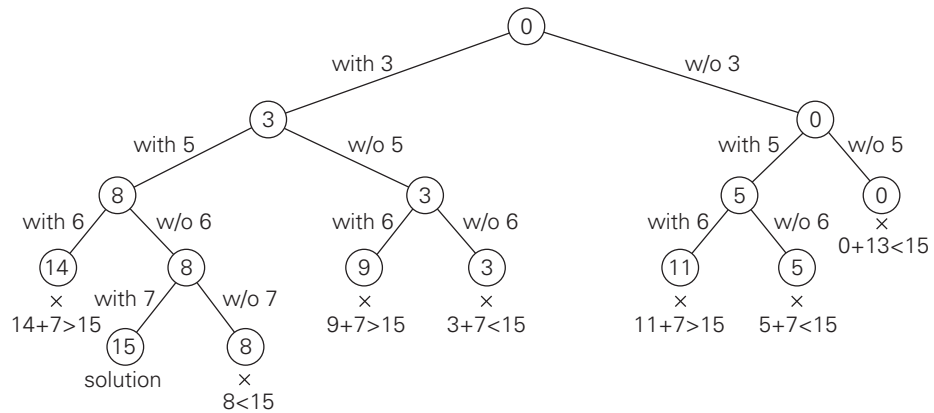 0
with 3
w/o 3
3
0
with 5
w/o 5
with 5
w/o 5
8
3
5
0
with 6
w/o 6
with 6
w/o 6
with 6
w/o 6
×
0+13<15
14
8
9
3
11
5
×
with 7
w/o 7
×
×
×
×
14+7>15
9+7>15
3+7<15
11+7>15
5+7<15
15
8
solution
×
8<15